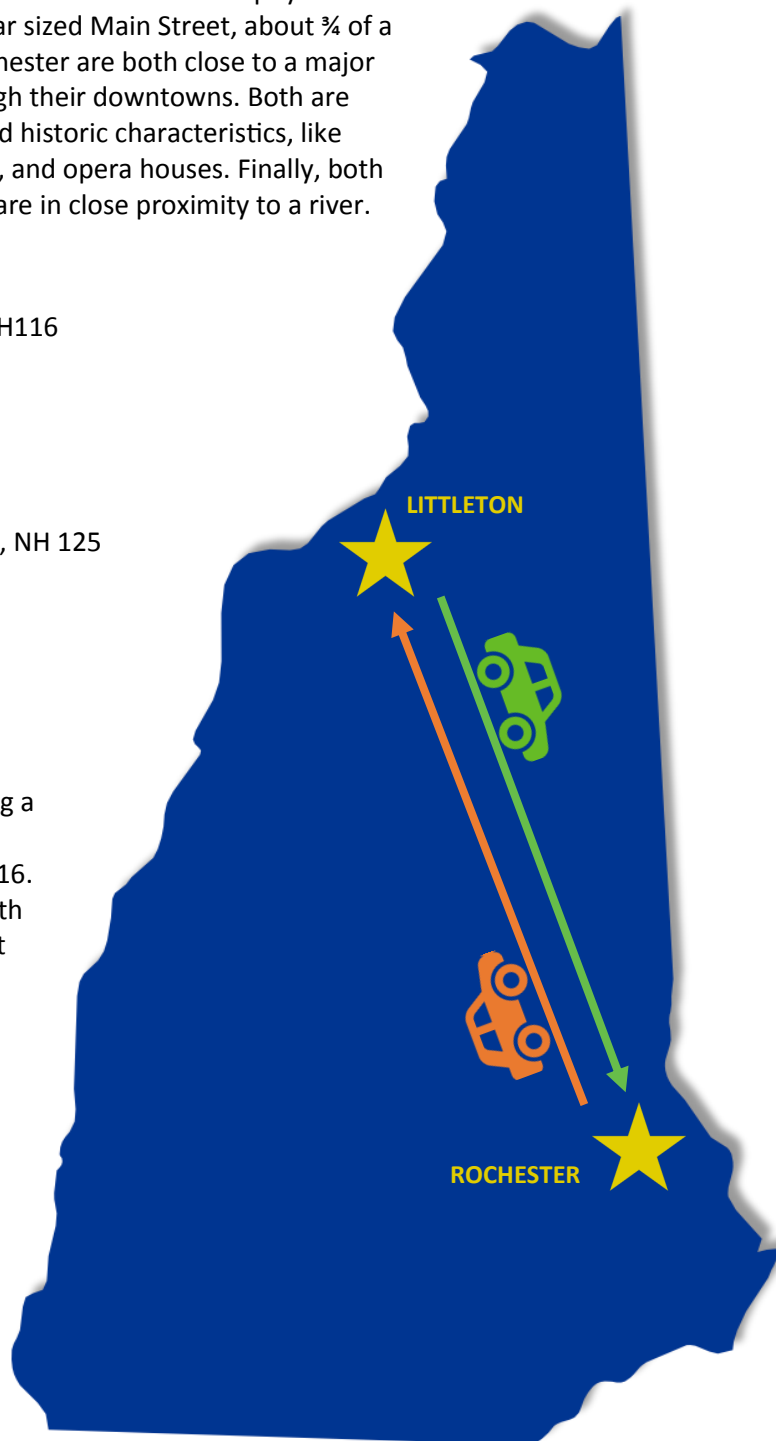 ar sized Main Street, about ¾ of a
hester are both close to a major
gh their downtowns. Both are
d historic characteristics, like
, and opera houses. Finally, both
are in close proximity to a river.
H116
LITTLETON
, NH 125
g a
16.
th
t
ROCHESTER